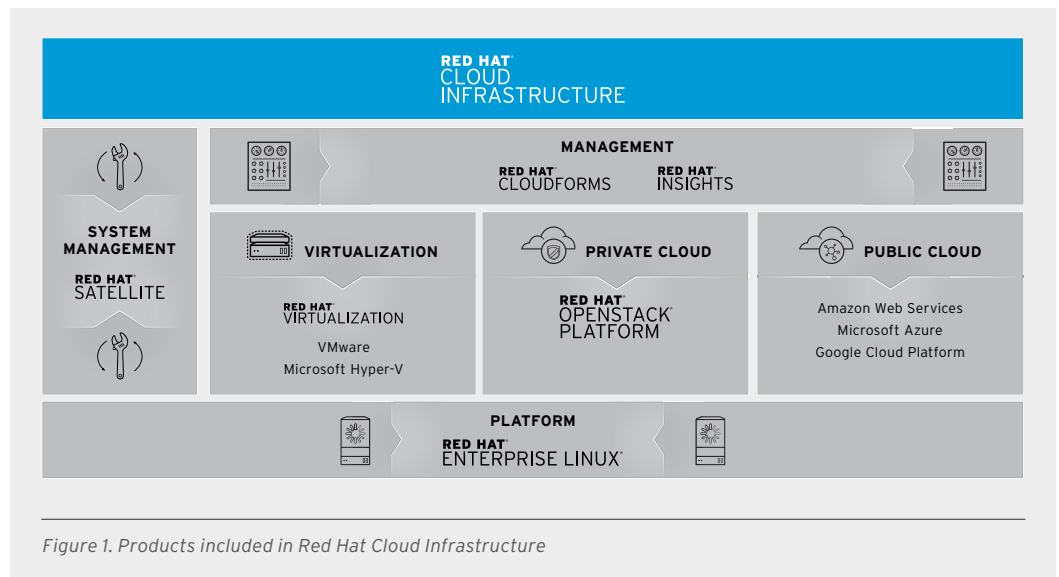 RED HAT®
CLOUD
INFRASTRUCTURE
MANAGEMENT
RED HAT®
CLOUDFORMS
RED HAT®
INSIGHTS
SYSTEM
MANAGEMENT
RED HAT®
SATELLITE
VIRTUALIZATION
RED HAT®
VIRTUALIZATION
VMware
Microsoft Hyper-V
PRIVATE CLOUD
RED HAT®
OPENSTACK®
PLATFORM
PUBLIC CLOUD
Amazon Web Services
Microsoft Azure
Google Cloud Platform
PLATFORM
RED HAT®
ENTERPRISE LINUX®
Figure 1. Products included in Red Hat Cloud Infrastructure